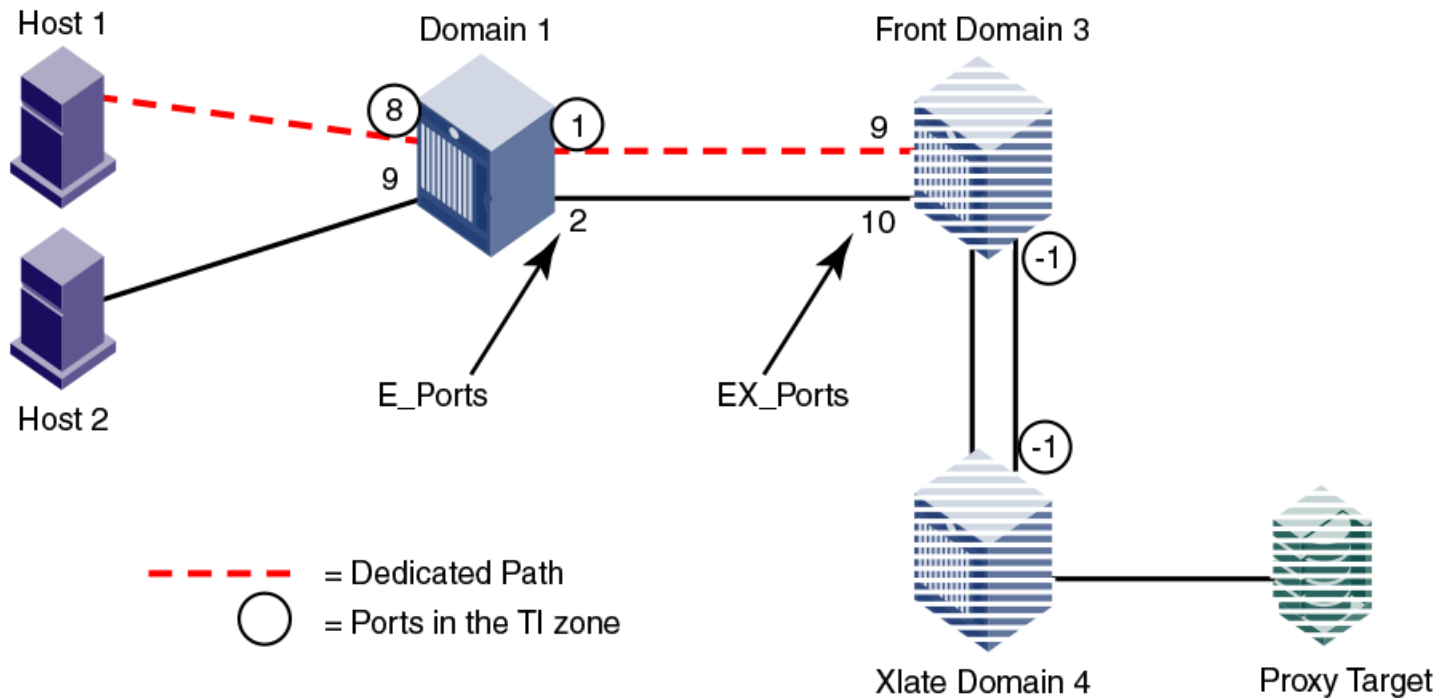 Host 1
Domain 1
Front Domain 3
8
1
9
9
2
10
-1
E_Ports
EX_Ports
Host 2
-1
= Dedicated Path
= Ports in the TI zone
Xlate Domain 4
Proxy Target